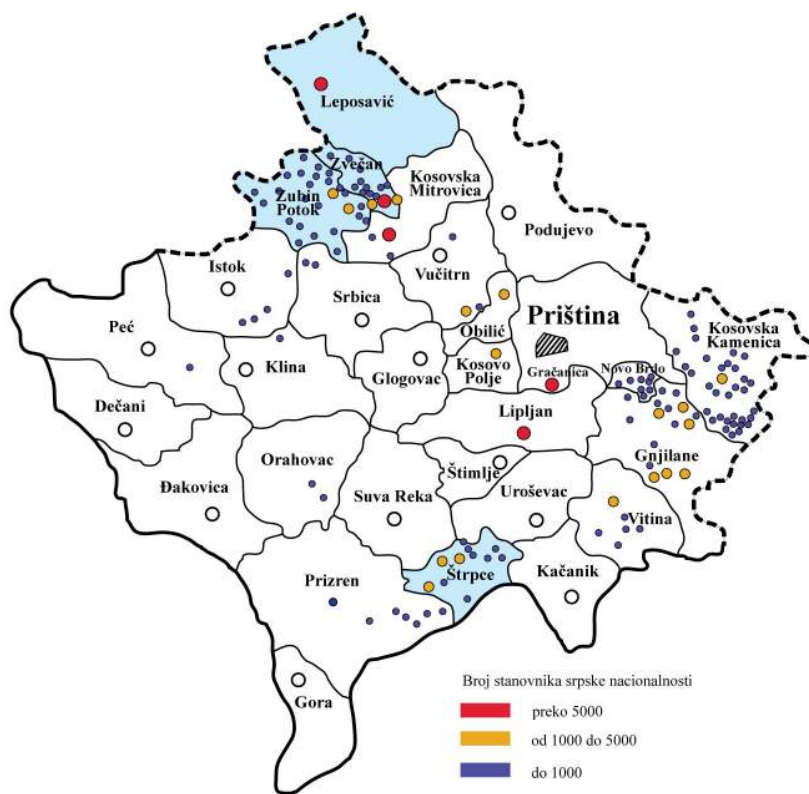 Leposavić
Zvečan
Kosovska
Mitrovica
Zubin
Potok
Podujevo
Istok
Vučitrn
Srbica
Obilić
Priština
Kosovska
Kamenica
Peć
Klina
Glogovac
Kosovo
Polje
Gračanica
Novo Brdo
Dečani
Lipljan
Orahovac
Štimlje
Gnjilane
Đakovica
Suva Reka
Uroševac
Vitina
Prizren
Štrpce
Kačanik
Gora
Broj stanovnika srpske nacionalnosti
preko 5000
od 1000 do 5000
do 1000